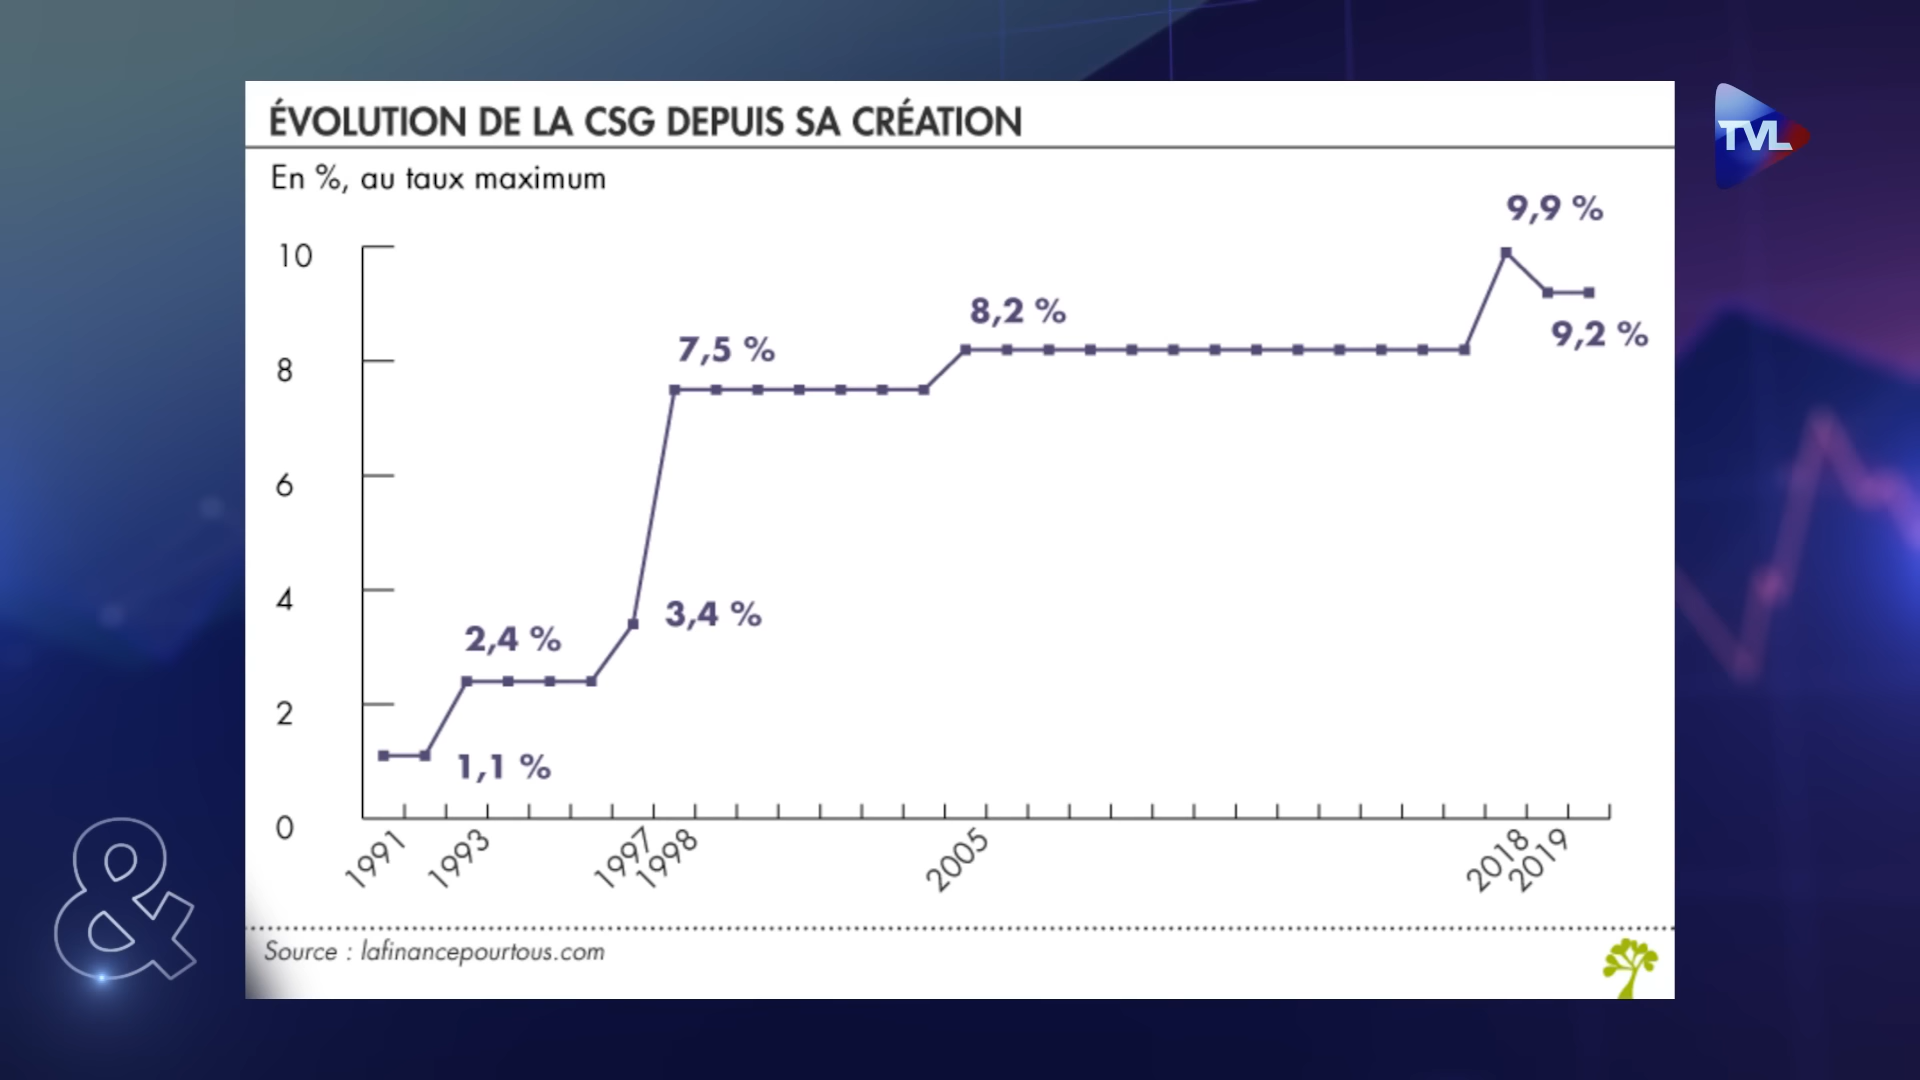 ÉVOLUTION DE LA CSG DEPUIS SA CRÉATION
TVL
En %, au taux maximum
9,9 %
10
8,2 %
9,2 %
7,5 %
8
6
4
3,4 %
2,4 %
2
1,1 %
0
1991 1993 1997 1998 2005 2018 2019
Source : lafinancepourtous.com
&